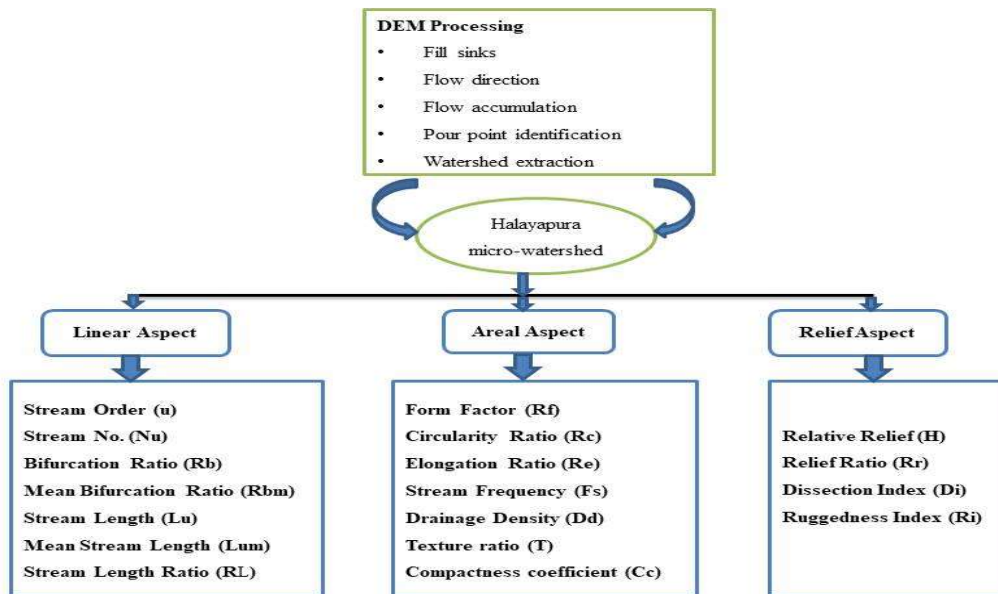 DEM Processing
• Fill sinks
• Flow direction
• Flow accumulation
• Pour point identification
• Watershed extraction
Halayapura
micro-watershed
Linear Aspect
Areal Aspect
Relief Aspect
Stream Order (u)
Stream No. (Nu)
Bifurcation Ratio (Rb)
Mean Bifurcation Ratio (Rbm)
Stream Length (Lu)
Mean Stream Length (Lum)
Stream Length Ratio (RL)
Form Factor (Rf)
Circularity Ratio (Rc)
Elongation Ratio (Re)
Stream Frequency (Fs)
Drainage Density (Dd)
Texture ratio (T)
Compactness coefficient (Cc)
Relative Relief (H)
Relief Ratio (Rr)
Dissection Index (Di)
Ruggedness Index (Ri)